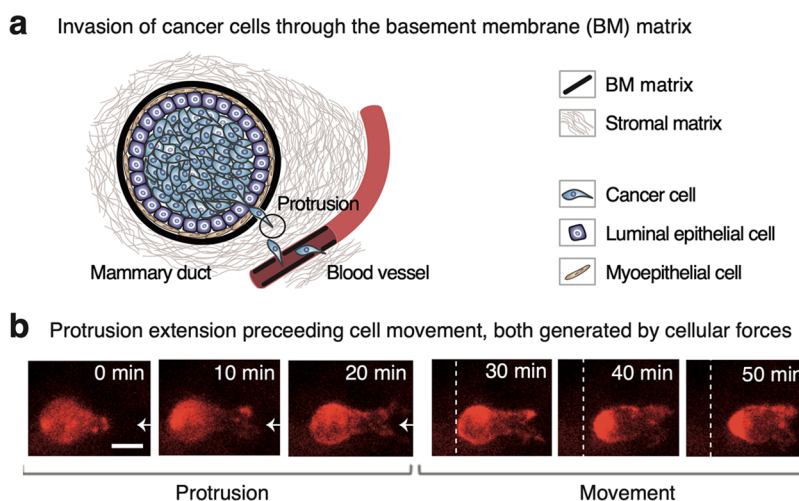 a Invasion of cancer cells through the basement membrane (BM) matrix
BM matrix
Stromal matrix
Protrusion
Cancer cell
Luminal epithelial cell
Mammary duct
Blood vessel
Myoepithelial cell
b Protrusion extension preceeding cell movement, both generated by cellular forces
0 min
10 min
20 min
30 min
40 min
50 min
Protrusion
Movement